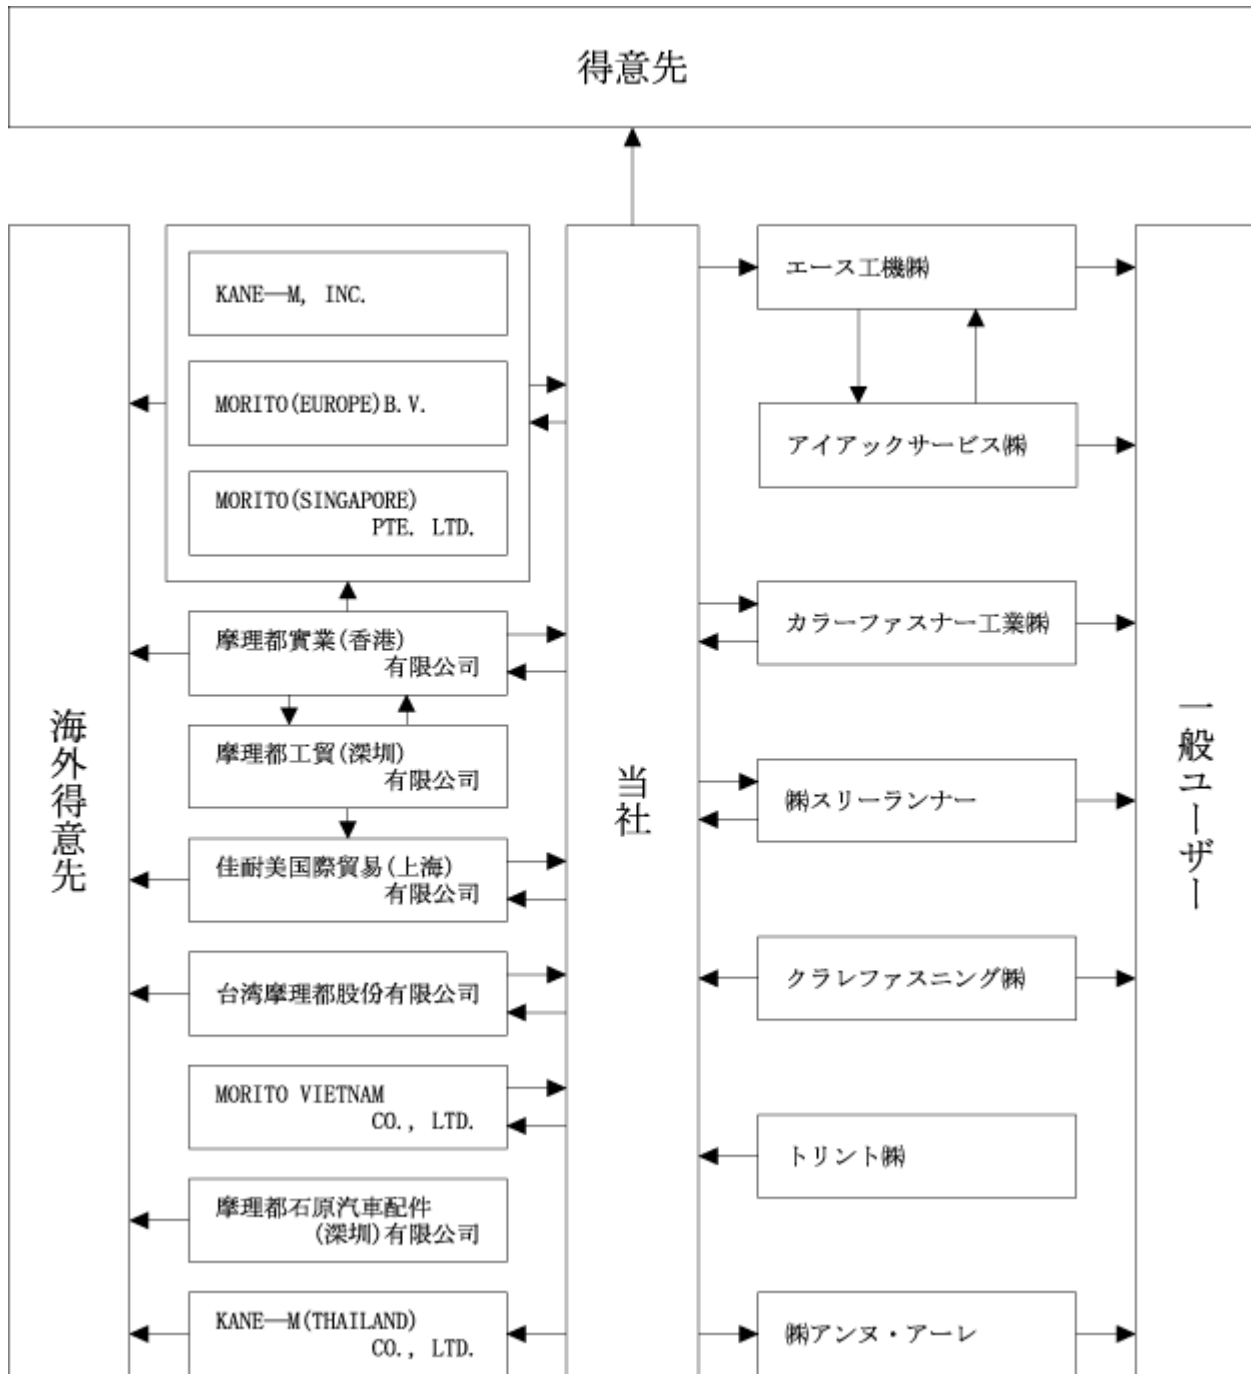 得意先
海外得意先
KANE―M, INC.
MORITO(EUROPE)B.V.
MORITO(SINGAPORE)
PTE. LTD.
摩理都實業(香港)
有限公司
摩理都工貿(深圳)
有限公司
佳耐美国際貿易(上海)
有限公司
台湾摩理都股份有限公司
MORITO VIETNAM
CO., LTD.
摩理都石原汽車配件
(深圳)有限公司
KANE―M(THAILAND)
CO., LTD.
当社
エース工機㈱
アイアックサービス㈱
カラーファスナー工業㈱
㈱スリーランナー
クラレファスニング㈱
トリント㈱
㈱アンヌ・アーレ
一般ユーザー